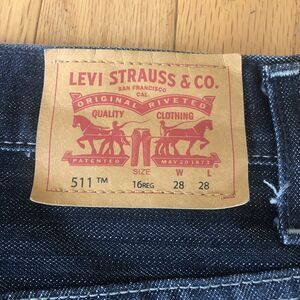 LEVI STRAUSS & CO.
SAN FRANCISCO
CAL.
ORIGINAL RIVETED
QUALITY CLOTHING
PATENTED MAY 20 1873
SIZE W L
511™ 16REG 28 28